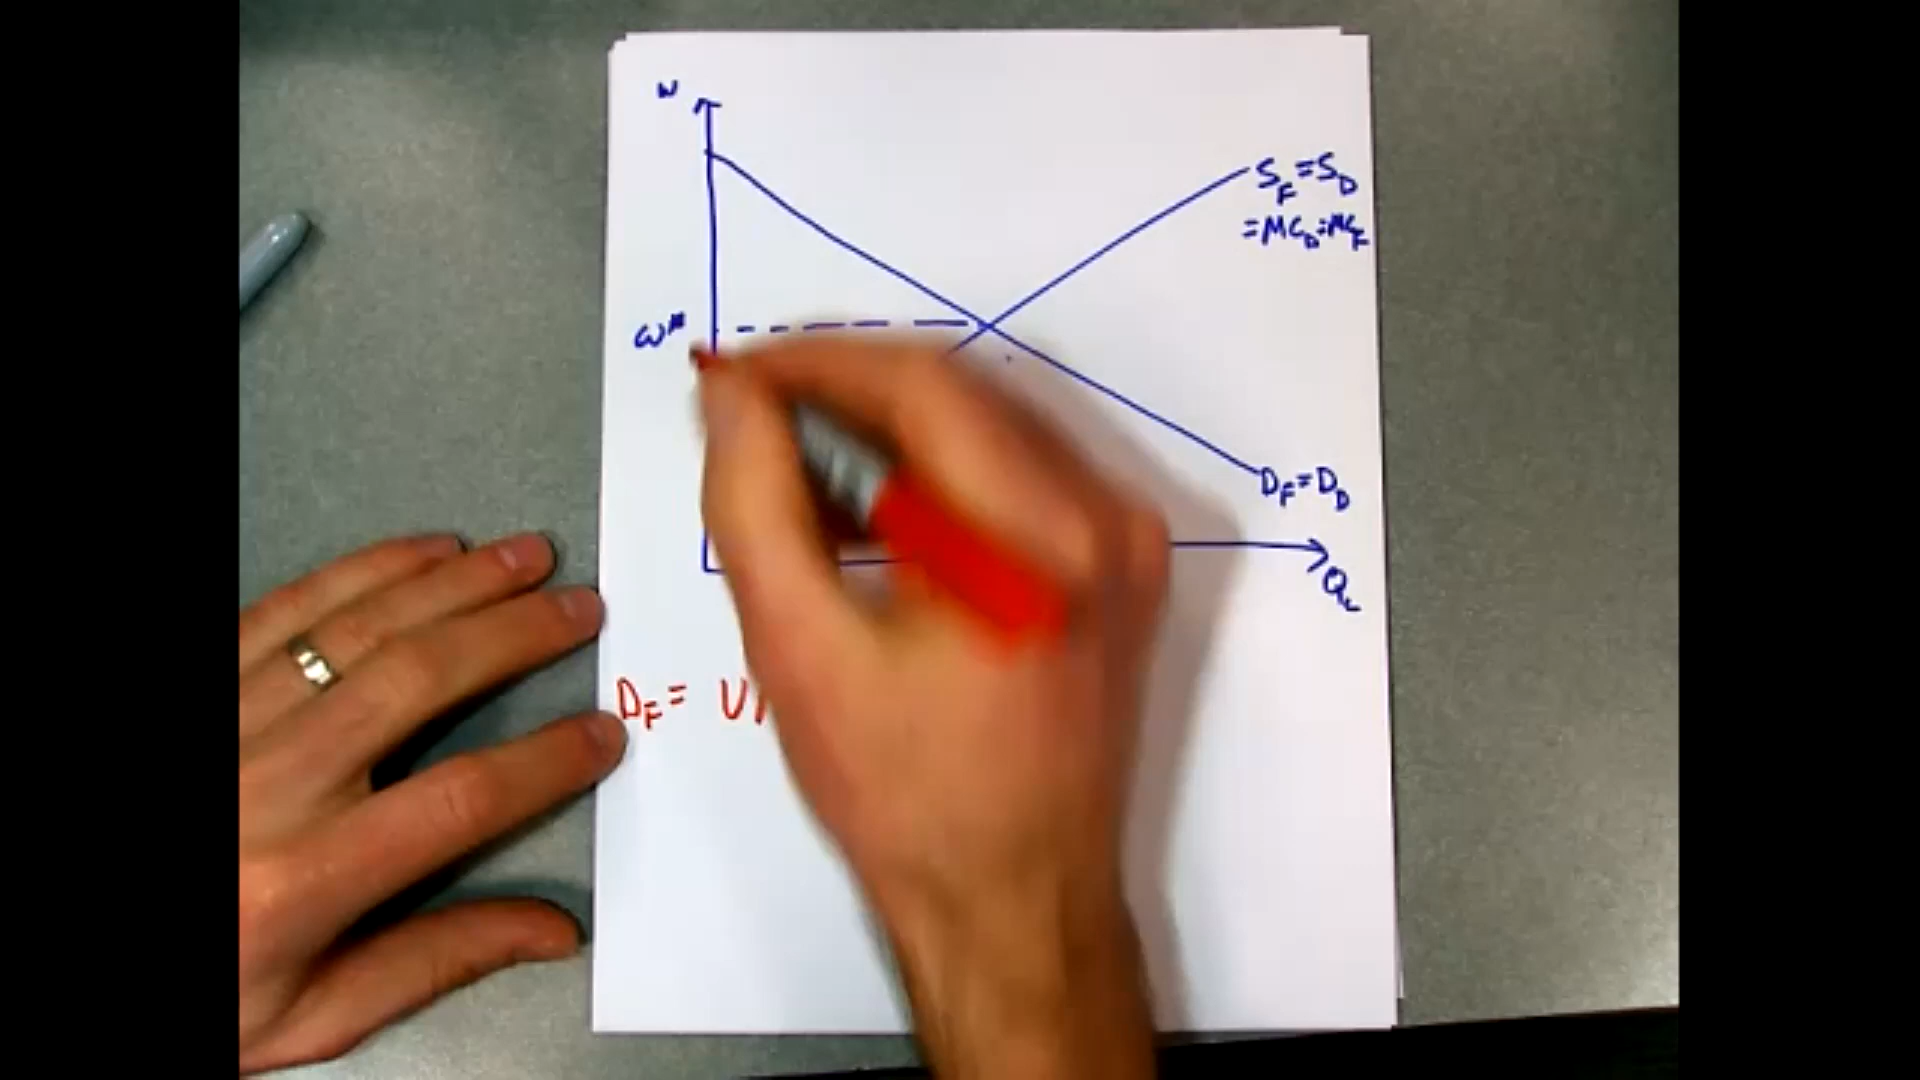 w
S_F = S_D
= MC_D = MC_F
w*
D_F = D_D
Q_L
D_F =